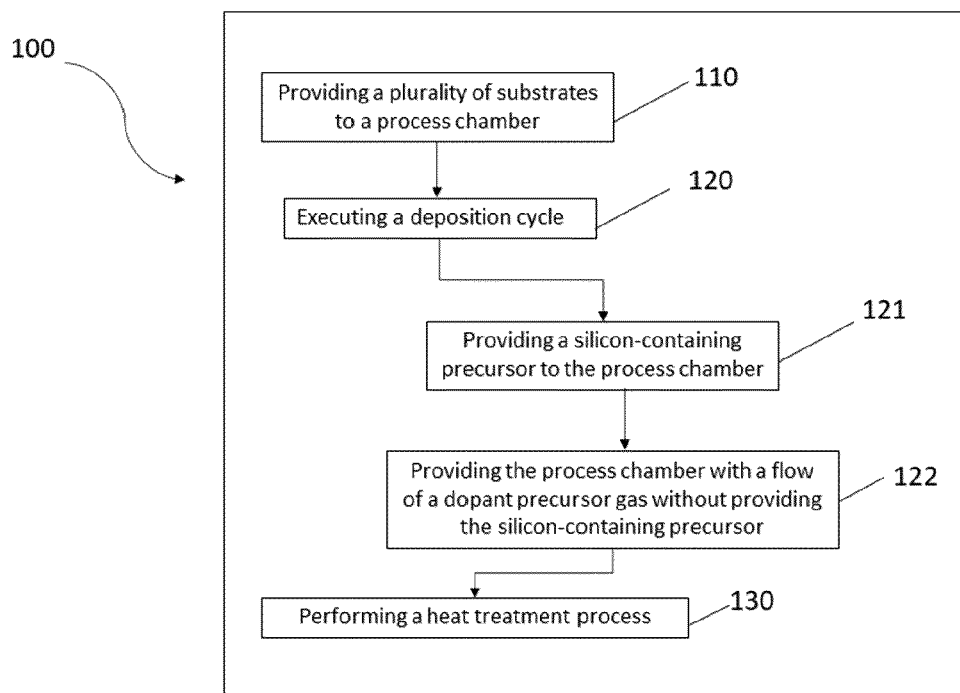 100
Providing a plurality of substrates
to a process chamber
110
Executing a deposition cycle
120
Providing a silicon-containing
precursor to the process chamber
121
Providing the process chamber with a flow
of a dopant precursor gas without providing
the silicon-containing precursor
122
Performing a heat treatment process
130